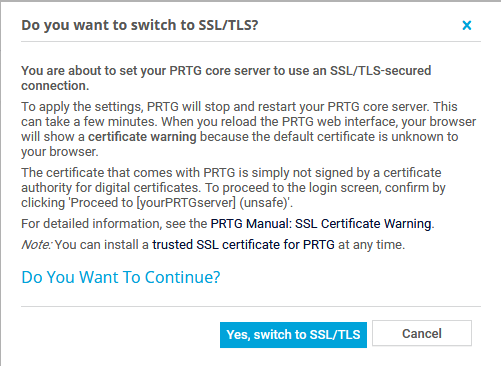 Do you want to switch to SSL/TLS?
You are about to set your PRTG core server to use an SSL/TLS-secured
connection.
To apply the settings, PRTG will stop and restart your PRTG core server. This
can take a few minutes. When you reload the PRTG web interface, your browser
will show a certificate warning because the default certificate is unknown to
your browser.
The certificate that comes with PRTG is simply not signed by a certificate
authority for digital certificates. To proceed to the login screen, confirm by
clicking 'Proceed to [yourPRTGserver] (unsafe)'.
For detailed information, see the PRTG Manual: SSL Certificate Warning.
Note: You can install a trusted SSL certificate for PRTG at any time.
Do You Want To Continue?
Yes, switch to SSL/TLS
Cancel